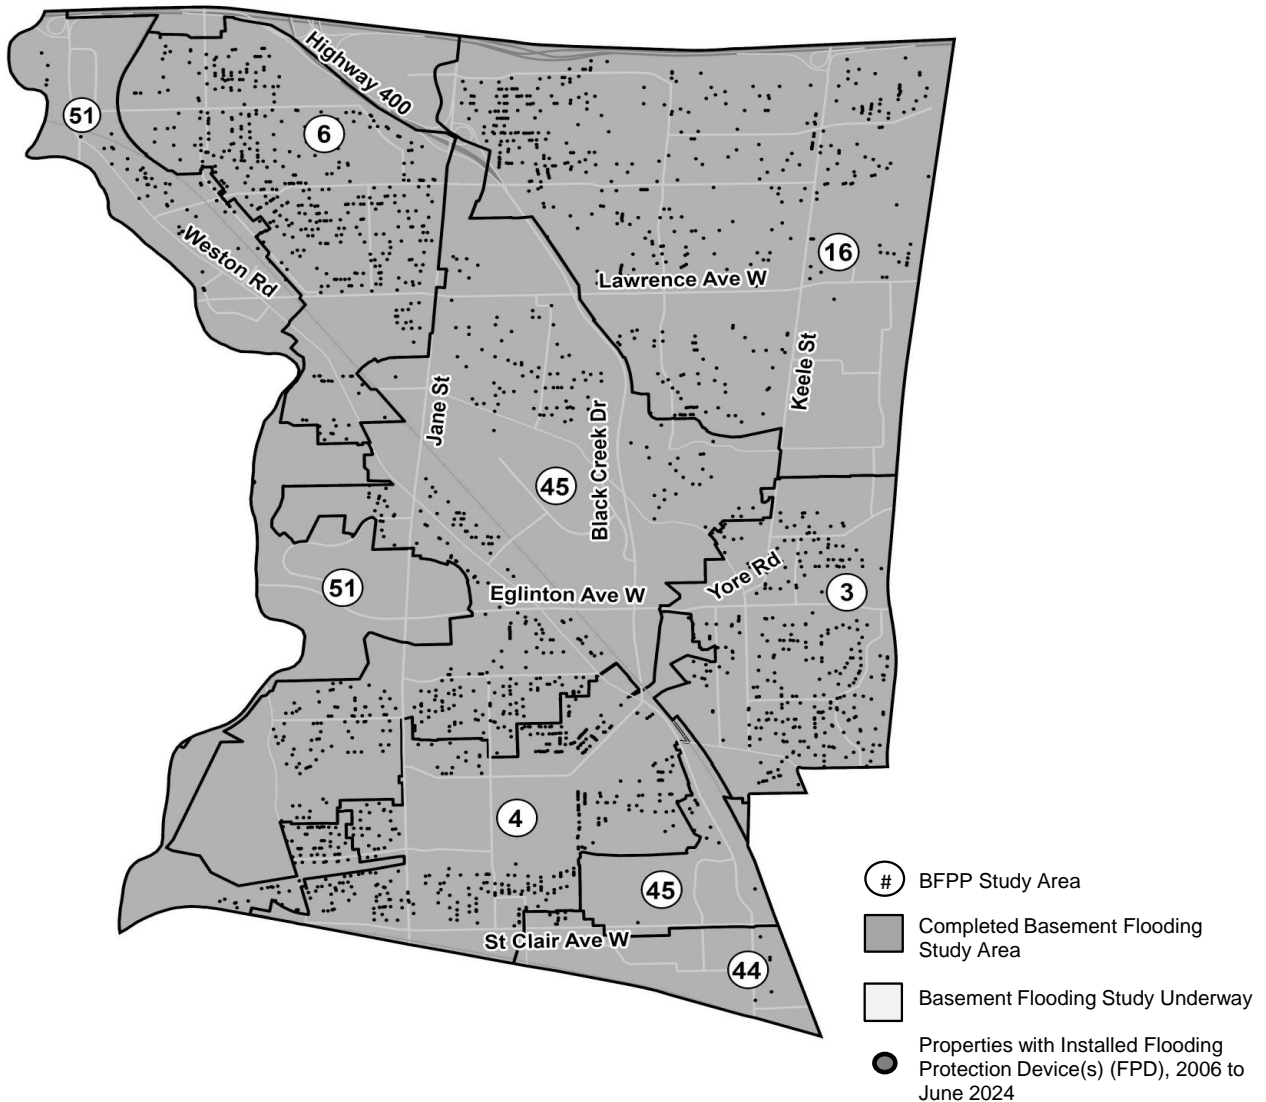 Highway 400
51
6
Weston Rd
16
Lawrence Ave W
Keele St
Jane St
Black Creek Dr
45
51
Eglinton Ave W
Yore Rd
3
4
45
St Clair Ave W
44
# BFPP Study Area
Completed Basement Flooding
Study Area
Basement Flooding Study Underway
Properties with Installed Flooding
Protection Device(s) (FPD), 2006 to
June 2024